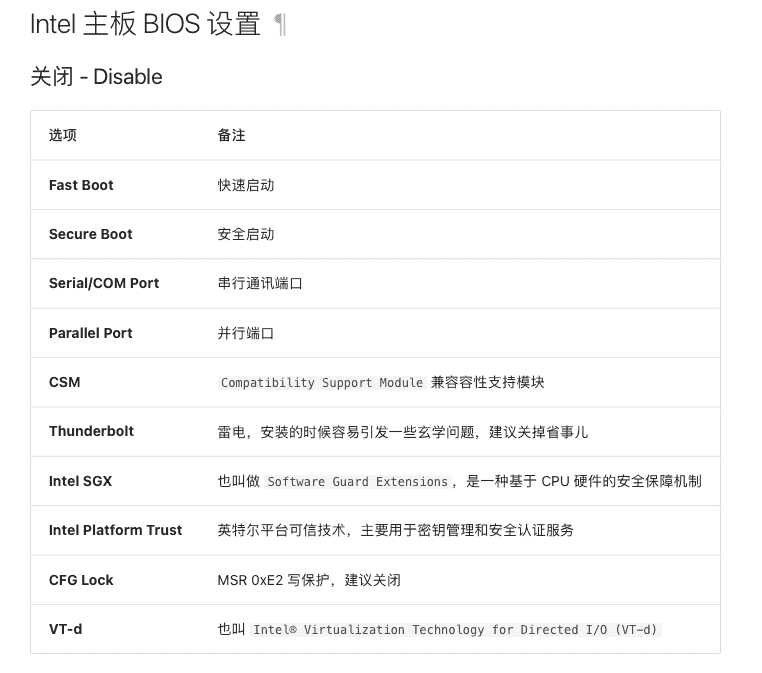 Intel 主板 BIOS 设置 ¶
关闭 - Disable
选项 备注
Fast Boot 快速启动
Secure Boot 安全启动
Serial/COM Port 串行通讯端口
Parallel Port 并行端口
CSM Compatibility Support Module 兼容容性支持模块
Thunderbolt 雷电，安装的时候容易引发一些玄学问题，建议关掉省事儿
Intel SGX 也叫做 Software Guard Extensions，是一种基于 CPU 硬件的安全保障机制
Intel Platform Trust 英特尔平台可信技术，主要用于密钥管理和安全认证服务
CFG Lock MSR 0xE2 写保护，建议关闭
VT-d 也叫 Intel® Virtualization Technology for Directed I/O (VT-d)